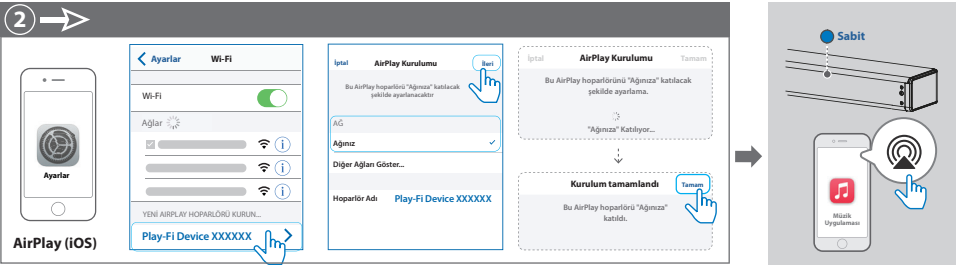 2
Ayarlar
AirPlay (iOS)
Ayarlar Wi-Fi
Wi-Fi
Ağlar
YENİ AIRPLAY HOPARLÖRÜ KURUN...
Play-Fi Device XXXXXX
İptal AirPlay Kurulumu İleri
Bu AirPlay hoparlörü "Ağınıza" katılacak
şekilde ayarlanacaktır
AĞ
Ağınız
Diğer Ağları Göster...
Hoparlör Adı Play-Fi Device XXXXXX
İptal AirPlay Kurulumu Tamam
Bu AirPlay hoparlörünü "Ağınıza" katılacak
şekilde ayarlama.
"Ağınıza" Katılıyor...
Kurulum tamamlandı Tamam
Bu AirPlay hoparlörü "Ağınıza"
katıldı.
Sabit
Müzik
Uygulaması